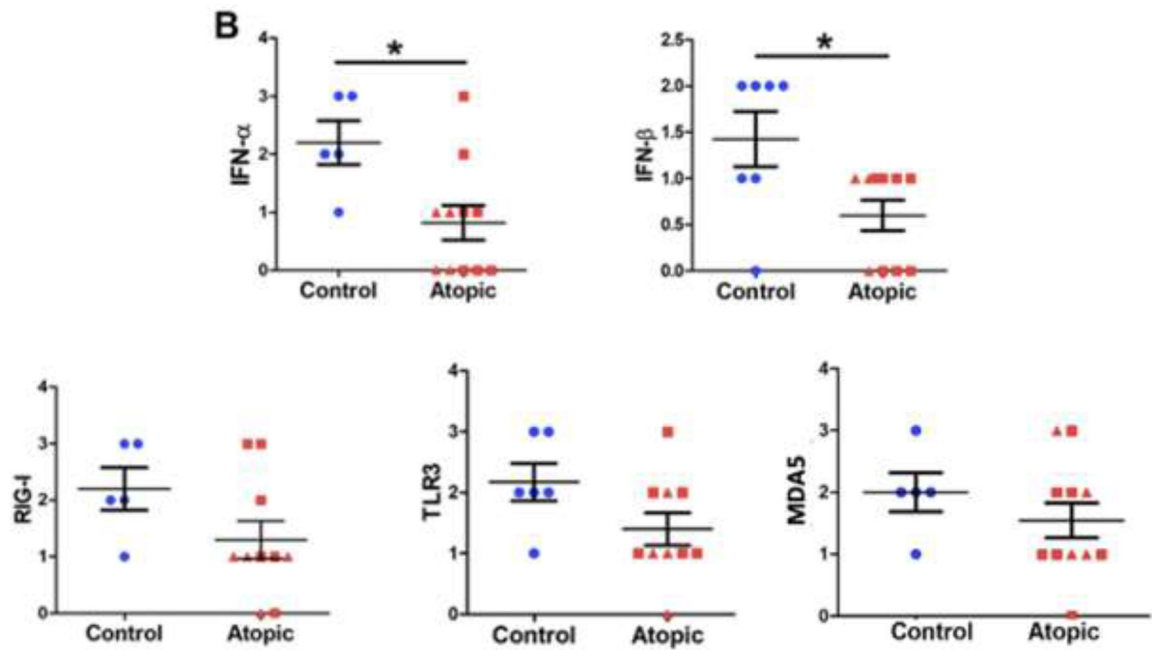 B
IFN-α
4
3
2
1
0
*
Control
Atopic
IFN-β
2.5
2.0
1.5
1.0
0.5
0.0
*
Control
Atopic
RIG-I
4
3
2
1
0
Control
Atopic
TLR3
4
3
2
1
0
Control
Atopic
MDA5
4
3
2
1
0
Control
Atopic